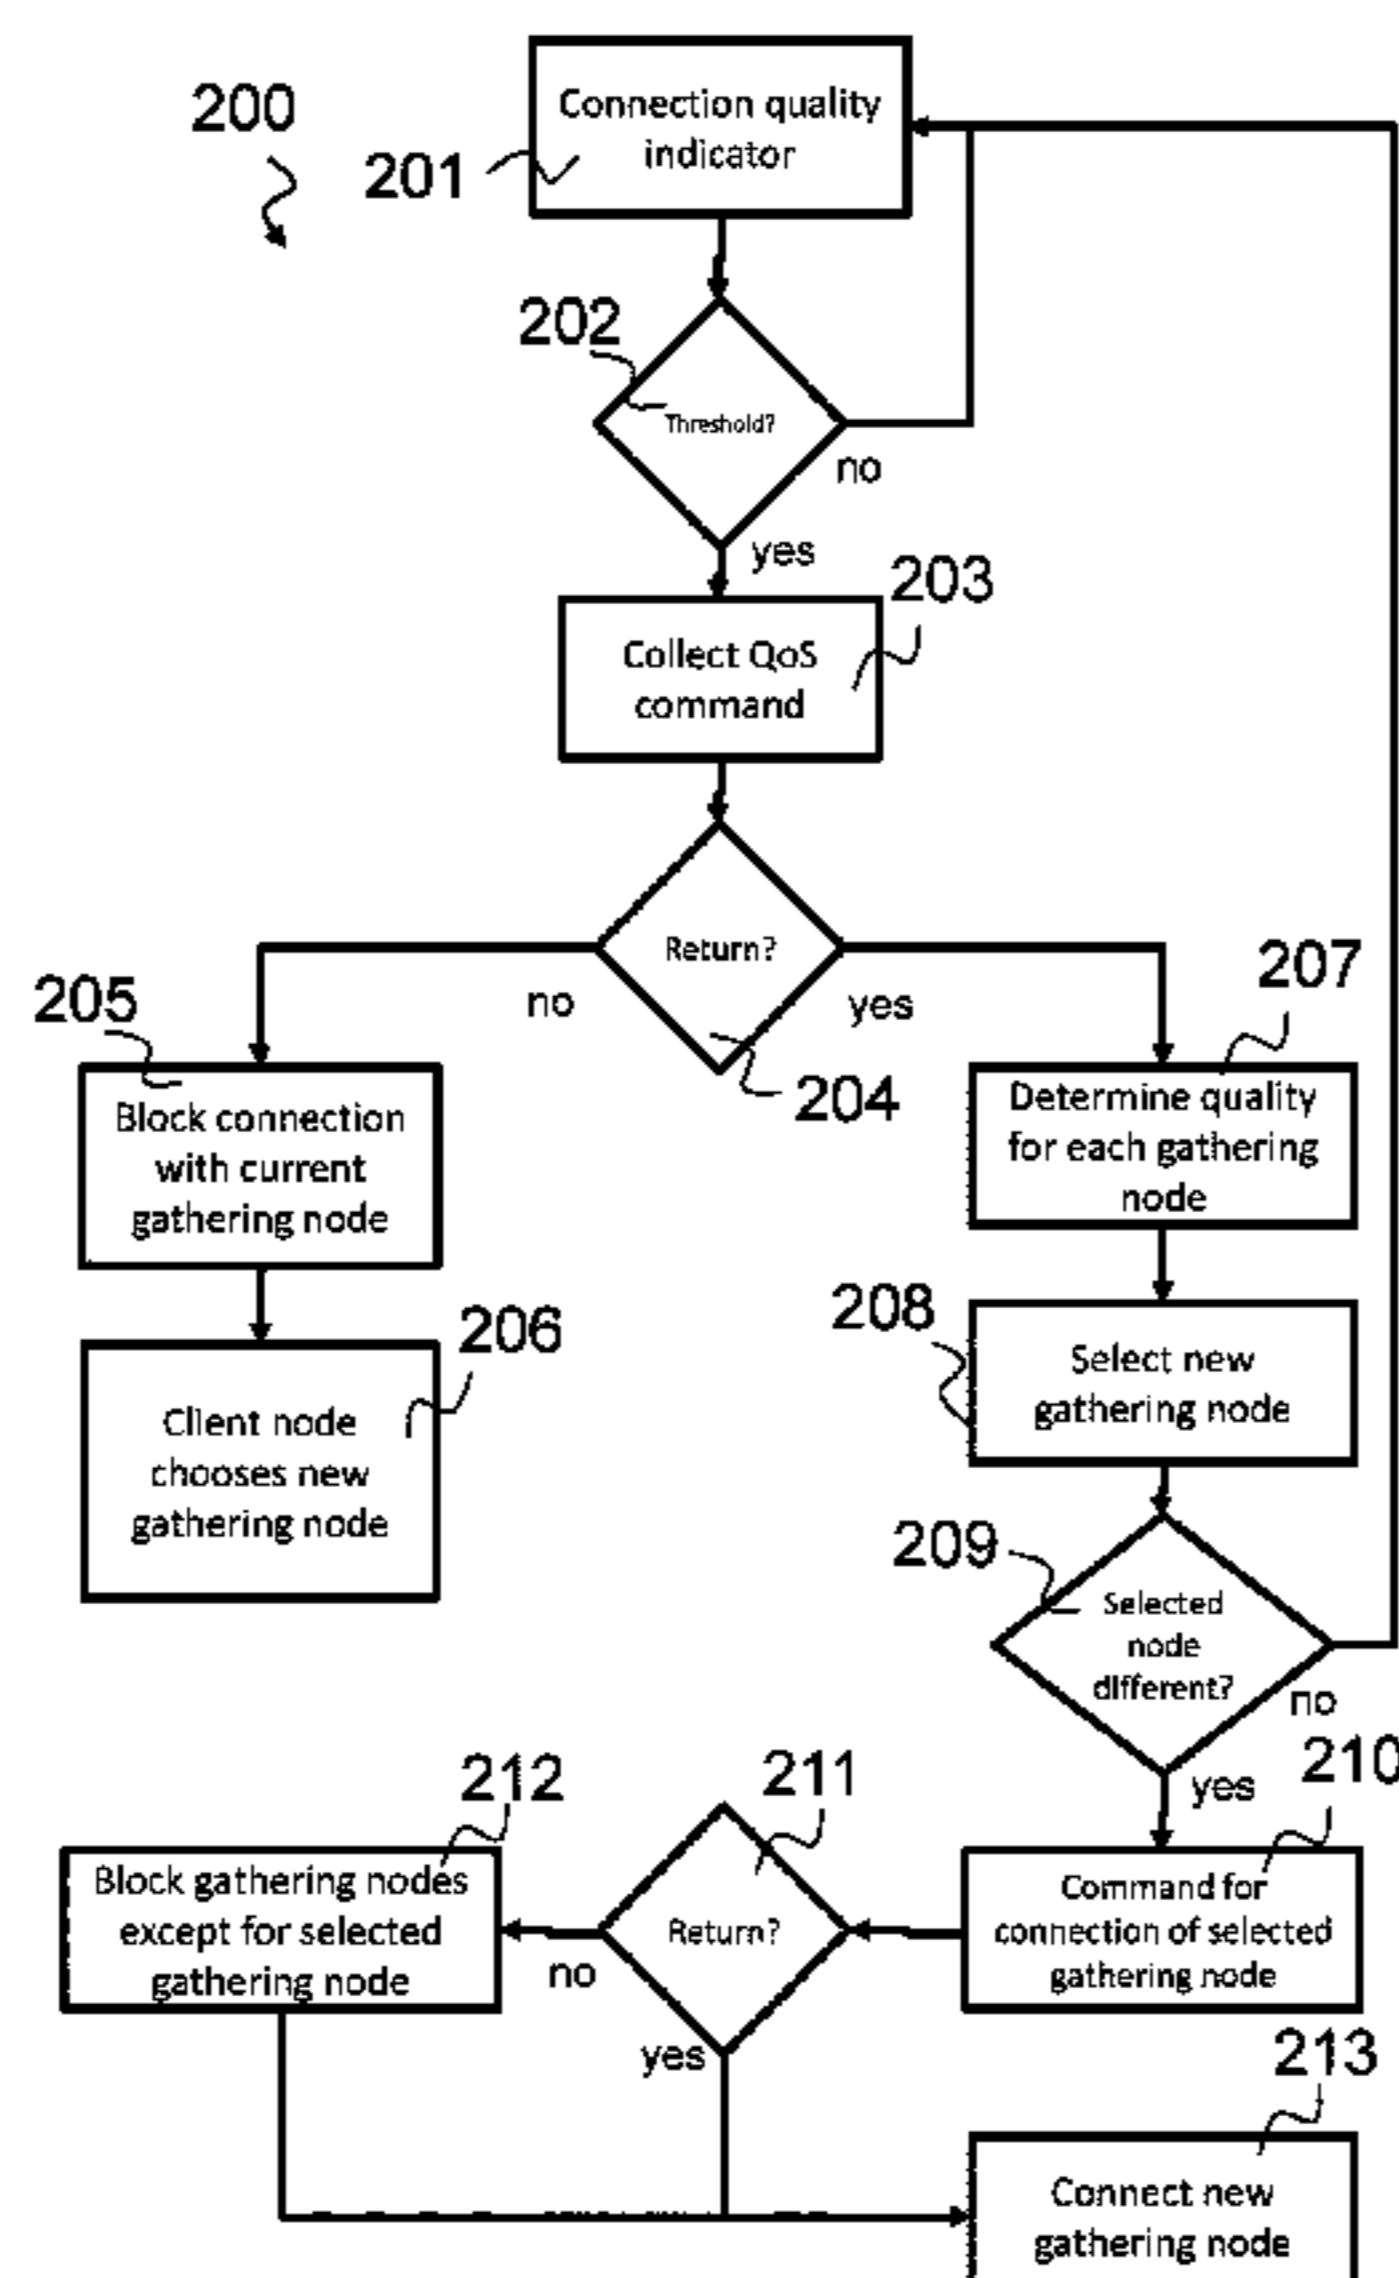 200
Connection quality
indicator
201
202
Threshold?
no
yes
203
Collect QoS
command
Return?
no
yes
204
205
Block connection
with current
gathering node
207
Determine quality
for each gathering
node
206
Client node
chooses new
gathering node
208
Select new
gathering node
209
Selected
node
different?
no
yes
210
Command for
connection of selected
gathering node
211
Return?
no
yes
212
Block gathering nodes
except for selected
gathering node
213
Connect new
gathering node